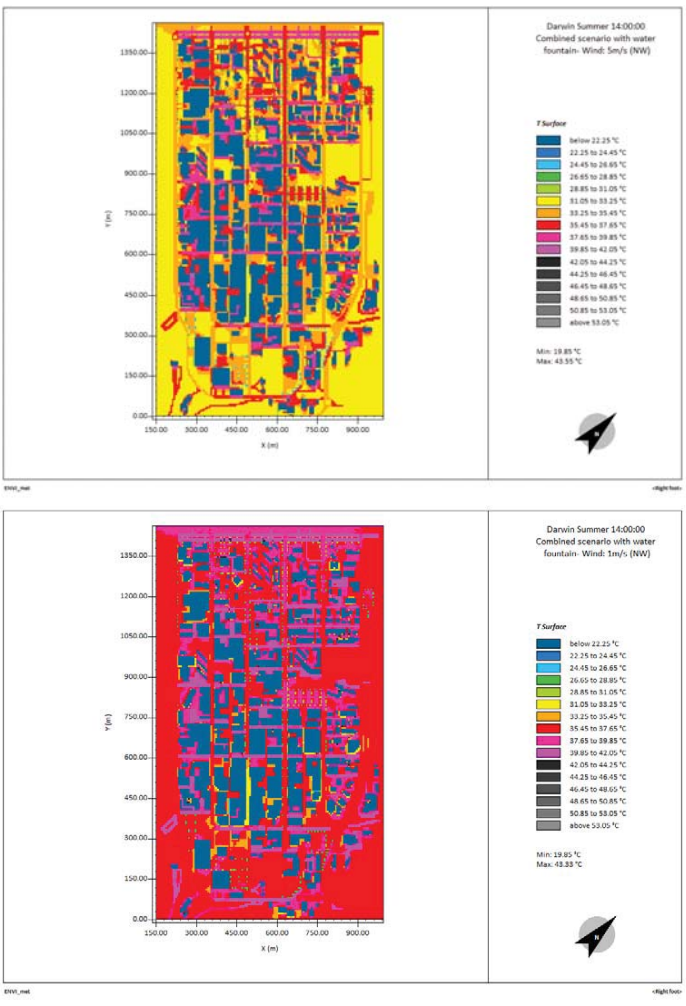 Darwin Summer 14:00:00
Combined scenario with water
fountain- Wind: 5m/s (NW)
T Surface
below 22.25 °C
22.25 to 24.45 °C
24.45 to 26.65 °C
26.65 to 28.85 °C
28.85 to 31.05 °C
31.05 to 33.25 °C
33.25 to 35.45 °C
35.45 to 37.65 °C
37.65 to 39.85 °C
39.85 to 42.05 °C
42.05 to 44.25 °C
44.25 to 46.45 °C
46.45 to 48.65 °C
48.65 to 50.85 °C
50.85 to 53.05 °C
above 53.05 °C
Min: 19.85 °C
Max: 43.55 °C
N
Y (m)
1350.00
1200.00
1050.00
900.00
750.00
600.00
450.00
300.00
150.00
0.00
150.00 300.00 450.00 600.00 750.00 900.00
X (m)
ENVI_met <Right foot>
Darwin Summer 14:00:00
Combined scenario with water
fountain- Wind: 1m/s (NW)
T Surface
below 22.25 °C
22.25 to 24.45 °C
24.45 to 26.65 °C
26.65 to 28.85 °C
28.85 to 31.05 °C
31.05 to 33.25 °C
33.25 to 35.45 °C
35.45 to 37.65 °C
37.65 to 39.85 °C
39.85 to 42.05 °C
42.05 to 44.25 °C
44.25 to 46.45 °C
46.45 to 48.65 °C
48.65 to 50.85 °C
50.85 to 53.05 °C
above 53.05 °C
Min: 19.85 °C
Max: 43.33 °C
N
Y (m)
1350.00
1200.00
1050.00
900.00
750.00
600.00
450.00
300.00
150.00
0.00
150.00 300.00 450.00 600.00 750.00 900.00
X (m)
ENVI_met <Right foot>